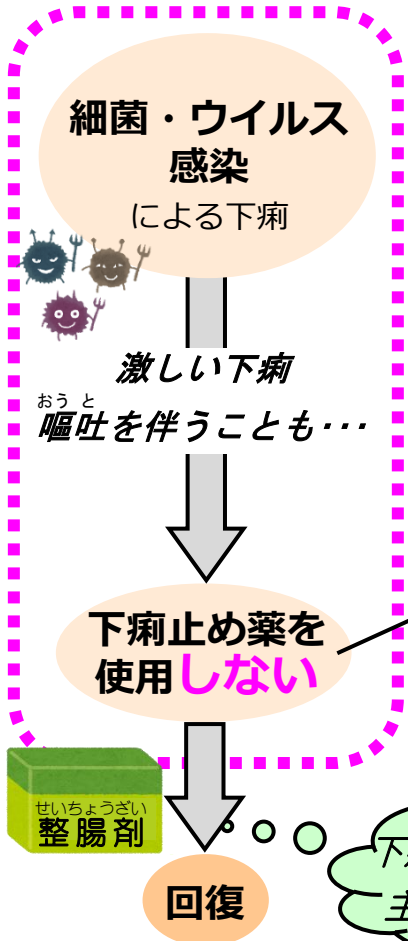 細菌・ウイルス
感染
による下痢
激しい下痢
おう と
嘔吐を伴うことも･･･
下痢止め薬を
使用しない
せいちょうざい
整腸剤
下
主
回復